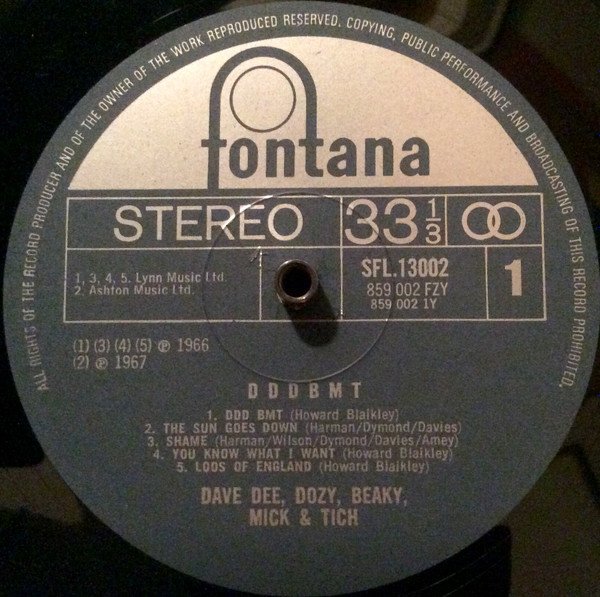 ALL RIGHTS OF THE RECORD PRODUCER AND OF THE OWNER OF THE WORK REPRODUCED RESERVED. COPYING, PUBLIC PERFORMANCE AND BROADCASTING OF THIS RECORD PROHIBITED.
fontana
STEREO 33 1/3
1, 3, 4, 5. Lynn Music Ltd.
2. Ashton Music Ltd.
SFL.13002
859 002 FZY
859 002 1Y
1
(1) (3) (4) (5) ℗ 1966
(2) ℗ 1967
D D D B M T
1. DDD BMT (Howard Blaikley)
2. THE SUN GOES DOWN (Harman/Dymond/Davies)
3. SHAME (Harman/Wilson/Dymond/Davies/Amey)
4. YOU KNOW WHAT I WANT (Howard Blaikley)
5. LOOS OF ENGLAND (Howard Blaikley)
DAVE DEE, DOZY, BEAKY,
MICK & TICH